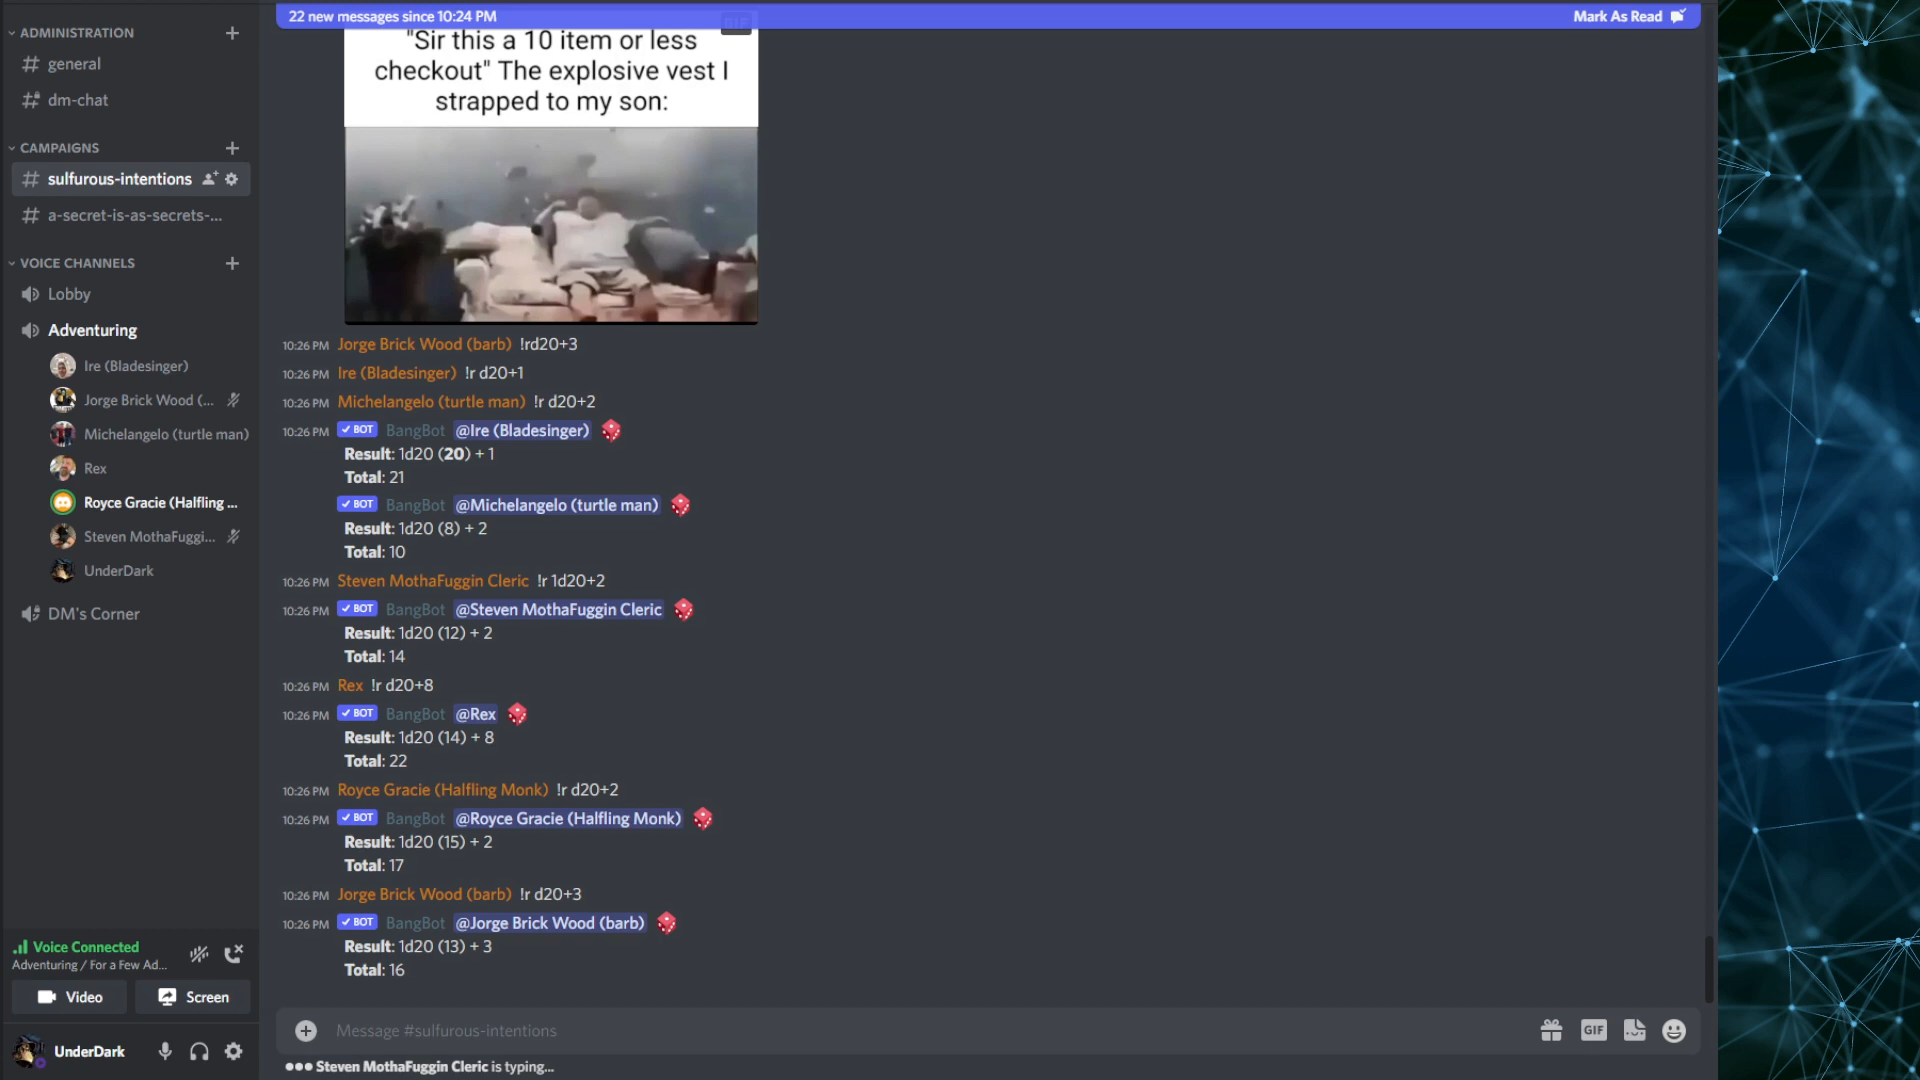 22 new messages since 10:24 PM
Mark As Read
ADMINISTRATION
general
dm-chat
CAMPAIGNS
sulfurous-intentions
a-secret-is-as-secrets-...
VOICE CHANNELS
Lobby
Adventuring
Ire (Bladesinger)
Jorge Brick Wood (...
Michelangelo (turtle man)
Rex
Royce Gracie (Halfling ...
Steven MothaFuggi...
UnderDark
DM's Corner
Voice Connected
Adventuring / For a Few Ad...
Video
Screen
UnderDark
GIF
"Sir this a 10 item or less
checkout" The explosive vest I
strapped to my son:
10:26 PM Jorge Brick Wood (barb) !rd20+3
10:26 PM Ire (Bladesinger) !r d20+1
10:26 PM Michelangelo (turtle man) !r d20+2
10:26 PM BOT BangBot @Ire (Bladesinger)
Result: 1d20 (20) + 1
Total: 21
BOT BangBot @Michelangelo (turtle man)
Result: 1d20 (8) + 2
Total: 10
10:26 PM Steven MothaFuggin Cleric !r 1d20+2
10:26 PM BOT BangBot @Steven MothaFuggin Cleric
Result: 1d20 (12) + 2
Total: 14
10:26 PM Rex !r d20+8
10:26 PM BOT BangBot @Rex
Result: 1d20 (14) + 8
Total: 22
10:26 PM Royce Gracie (Halfling Monk) !r d20+2
10:26 PM BOT BangBot @Royce Gracie (Halfling Monk)
Result: 1d20 (15) + 2
Total: 17
10:26 PM Jorge Brick Wood (barb) !r d20+3
10:26 PM BOT BangBot @Jorge Brick Wood (barb)
Result: 1d20 (13) + 3
Total: 16
Message #sulfurous-intentions
GIF
Steven MothaFuggin Cleric is typing...